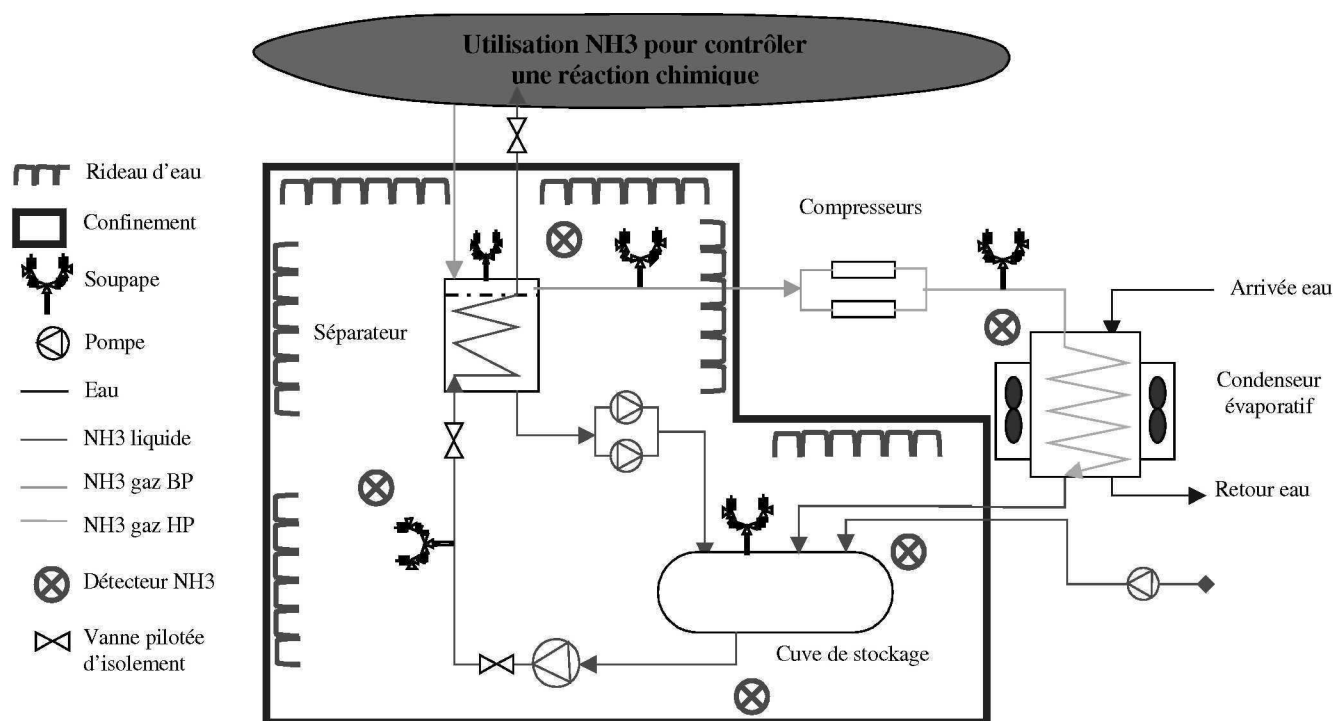 Utilisation NH3 pour contrôler
une réaction chimique
Rideau d'eau
Confinement
Soupape
Pompe
Eau
NH3 liquide
NH3 gaz BP
NH3 gaz HP
Détecteur NH3
Vanne pilotée
d'isolement
Séparateur
Compresseurs
Arrivée eau
Condenseur
évaporatif
Retour eau
Cuve de stockage